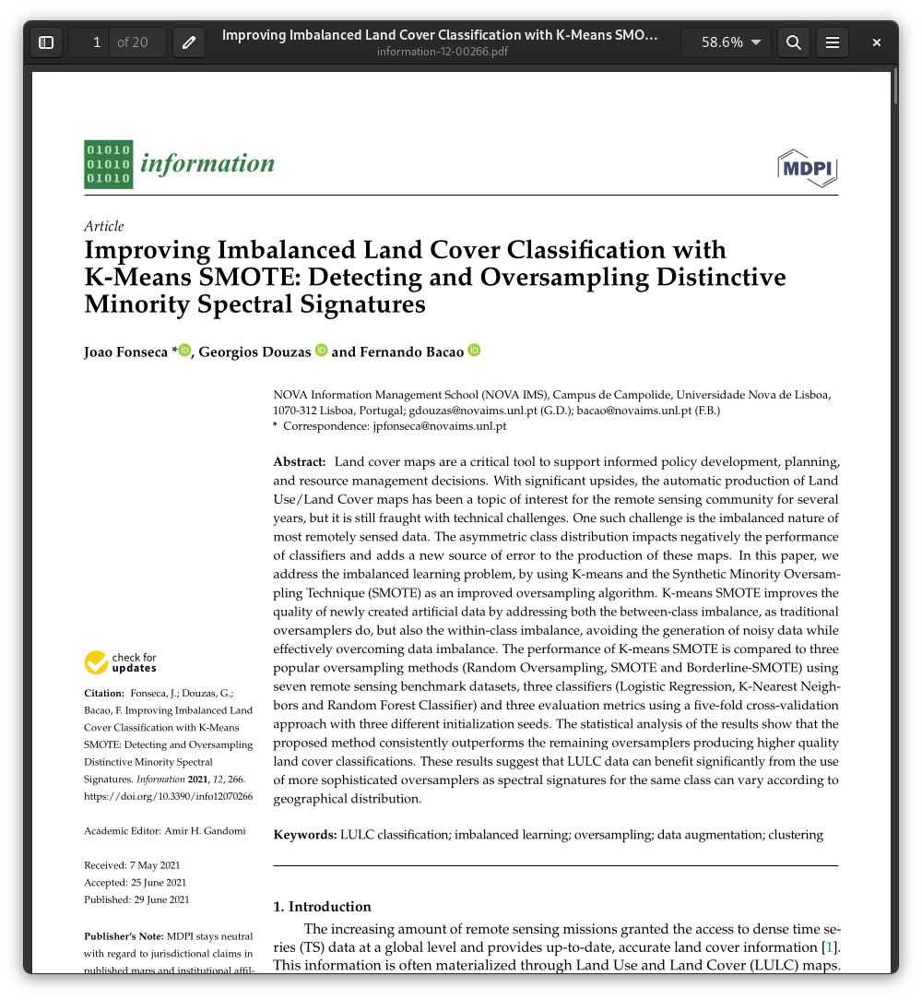 1
of 20
Improving Imbalanced Land Cover Classification with K-Means SMO…
information-12-00266.pdf
58.6%
01010
01010
01010
information
MDPI
Article
Improving Imbalanced Land Cover Classification with
K-Means SMOTE: Detecting and Oversampling Distinctive
Minority Spectral Signatures
Joao Fonseca *iD, Georgios Douzas iD and Fernando Bacao iD
NOVA Information Management School (NOVA IMS), Campus de Campolide, Universidade Nova de Lisboa,
1070-312 Lisboa, Portugal; gdouzas@novaims.unl.pt (G.D.); bacao@novaims.unl.pt (F.B.)
* Correspondence: jpfonseca@novaims.unl.pt
Abstract: Land cover maps are a critical tool to support informed policy development, planning,
and resource management decisions. With significant upsides, the automatic production of Land
Use/Land Cover maps has been a topic of interest for the remote sensing community for several
years, but it is still fraught with technical challenges. One such challenge is the imbalanced nature of
most remotely sensed data. The asymmetric class distribution impacts negatively the performance
of classifiers and adds a new source of error to the production of these maps. In this paper, we
address the imbalanced learning problem, by using K-means and the Synthetic Minority Oversam-
pling Technique (SMOTE) as an improved oversampling algorithm. K-means SMOTE improves the
quality of newly created artificial data by addressing both the between-class imbalance, as traditional
oversamplers do, but also the within-class imbalance, avoiding the generation of noisy data while
effectively overcoming data imbalance. The performance of K-means SMOTE is compared to three
popular oversampling methods (Random Oversampling, SMOTE and Borderline-SMOTE) using
seven remote sensing benchmark datasets, three classifiers (Logistic Regression, K-Nearest Neigh-
bors and Random Forest Classifier) and three evaluation metrics using a five-fold cross-validation
approach with three different initialization seeds. The statistical analysis of the results show that the
proposed method consistently outperforms the remaining oversamplers producing higher quality
land cover classifications. These results suggest that LULC data can benefit significantly from the use
of more sophisticated oversamplers as spectral signatures for the same class can vary according to
geographical distribution.
Keywords: LULC classification; imbalanced learning; oversampling; data augmentation; clustering
check for
updates
Citation: Fonseca, J.; Douzas, G.;
Bacao, F. Improving Imbalanced Land
Cover Classification with K-Means
SMOTE: Detecting and Oversampling
Distinctive Minority Spectral
Signatures. Information 2021, 12, 266.
https://doi.org/10.3390/info12070266
Academic Editor: Amir H. Gandomi
Received: 7 May 2021
Accepted: 25 June 2021
Published: 29 June 2021
Publisher's Note: MDPI stays neutral
with regard to jurisdictional claims in
published maps and institutional affil-
1. Introduction
The increasing amount of remote sensing missions granted the access to dense time se-
ries (TS) data at a global level and provides up-to-date, accurate land cover information [1].
This information is often materialized through Land Use and Land Cover (LULC) maps.